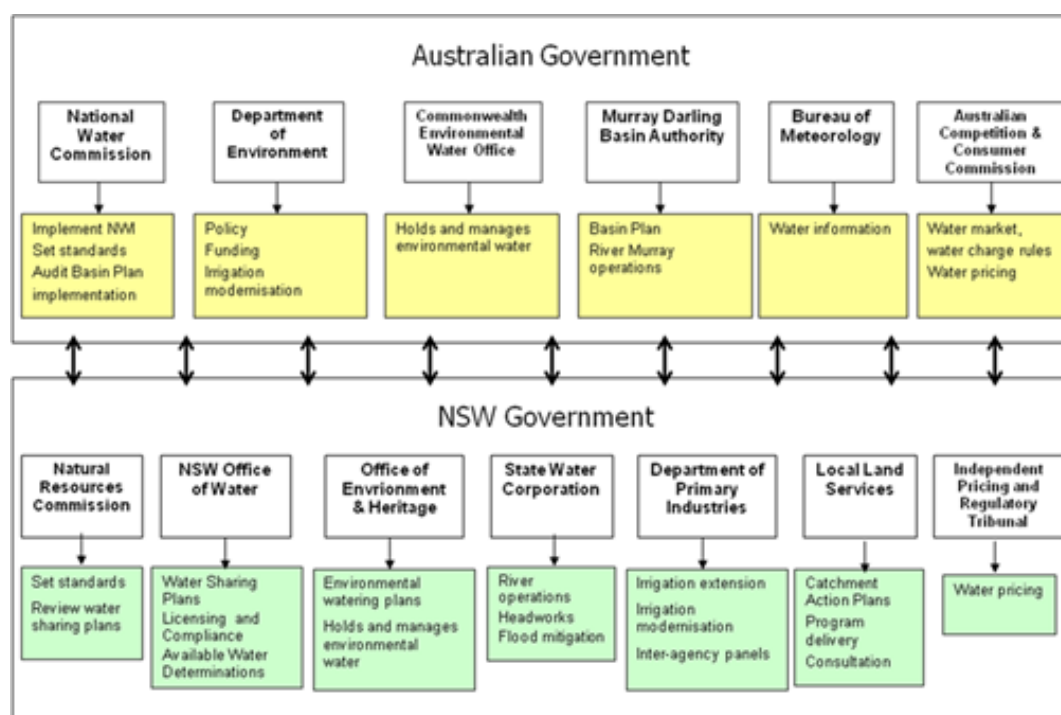 Australian Government
National
Water
Commission
Department
of
Environment
Commonwealth
Environmental
Water Office
Murray Darling
Basin Authority
Bureau of
Meteorology
Australian
Competition &
Consumer
Commission
Implement NWI
Set standards
Audit Basin Plan
implementation
Policy
Funding
Irrigation
modernisation
Holds and manages
environmental water
Basin Plan
River Murray
operations
Water information
Water market,
water charge rules
Water pricing
NSW Government
Natural
Resources
Commission
NSW Office
of Water
Office of
Envrionment
& Heritage
State Water
Corporation
Department of
Primary
Industries
Local Land
Services
Independent
Pricing and
Regulatory
Tribunal
Set standards
Review water
sharing plans
Water Sharing
Plans
Licensing and
Compliance
Available Water
Determinations
Environmental
watering plans
Holds and manages
environmental
water
River
operations
Headworks
Flood mitigation
Irrigation extension
Irrigation
modernisation
Inter-agency panels
Catchment
Action Plans
Program
delivery
Consultation
Water pricing